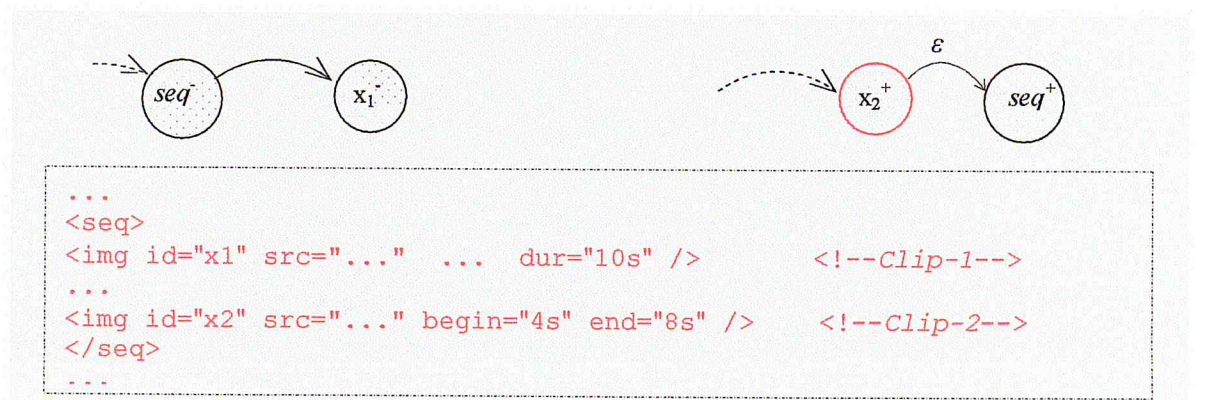 ε
seq⁻ x₁⁻ x₂⁺ seq⁺
...
<seq>
<img id="x1" src="..." ... dur="10s" /> <!--Clip-1-->
...
<img id="x2" src="..." begin="4s" end="8s" /> <!--Clip-2-->
</seq>
...